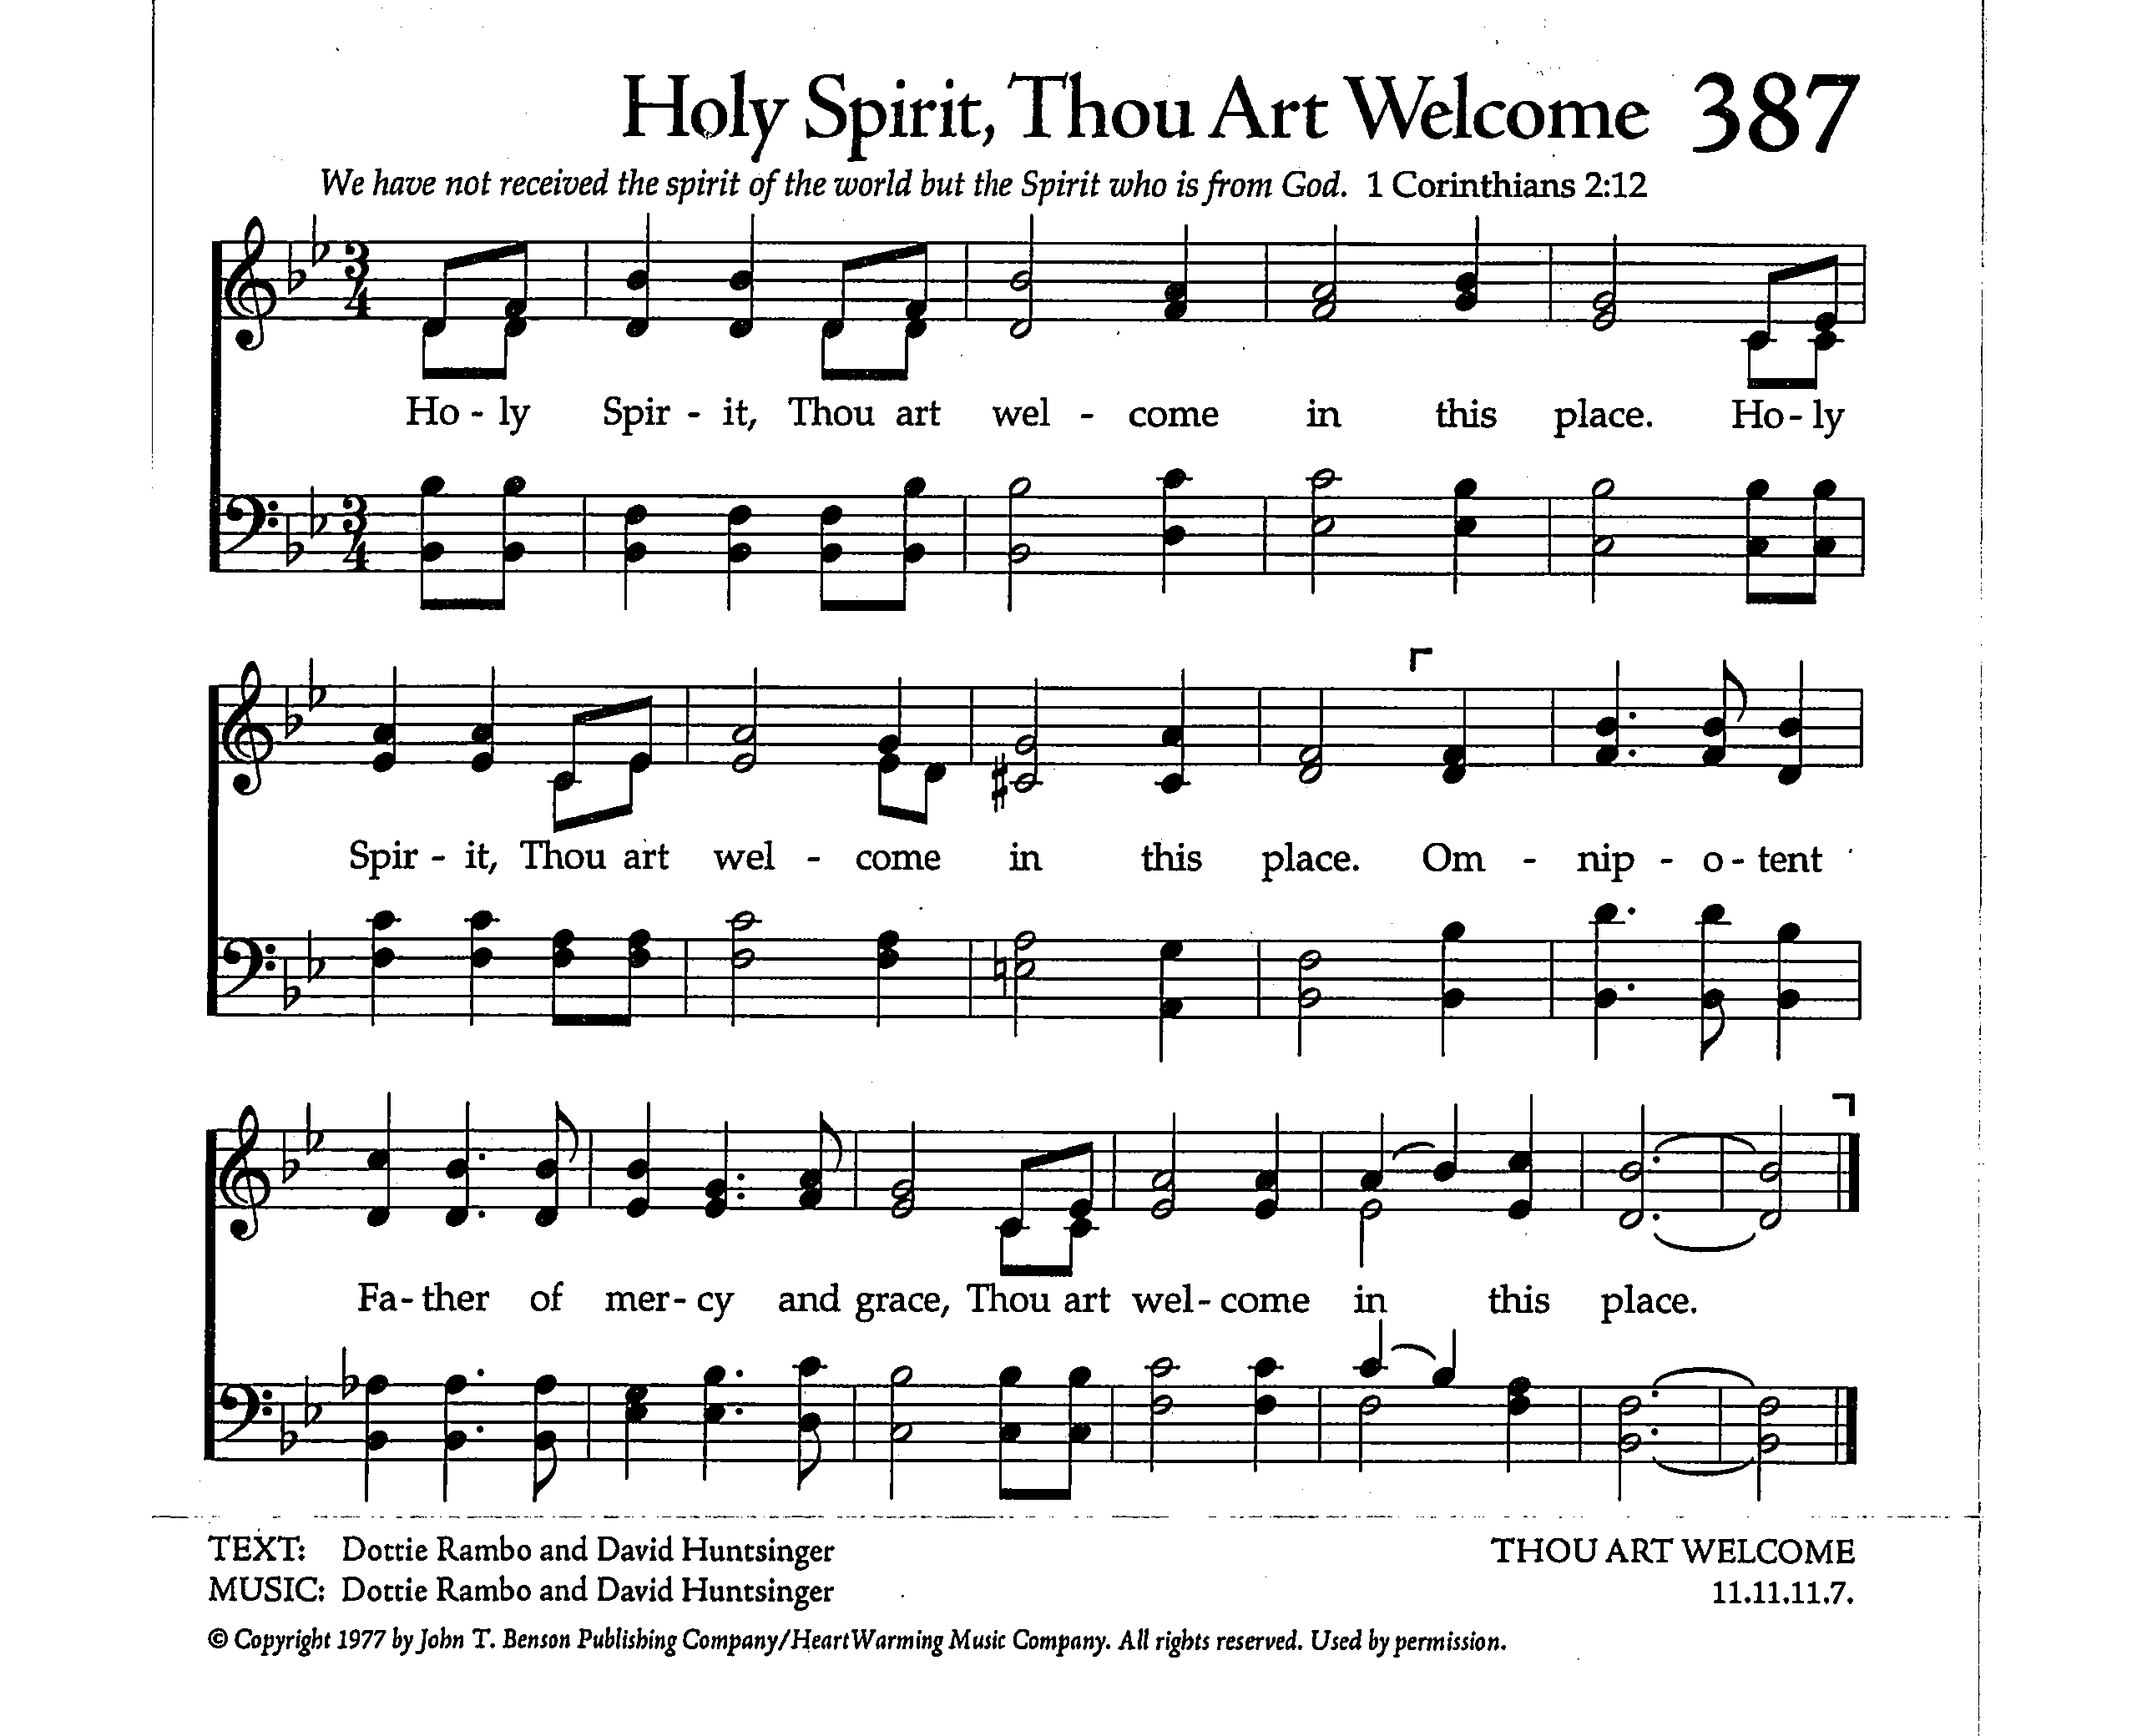 Holy Spirit, Thou Art Welcome 387
We have not received the spirit of the world but the Spirit who is from God. 1 Corinthians 2:12
Ho - ly Spir - it, Thou art wel - come in this place. Ho - ly
Spir - it, Thou art wel - come in this place. Om - nip - o - tent
Fa - ther of mer - cy and grace, Thou art wel - come in this place.
TEXT: Dottie Rambo and David Huntsinger
THOU ART WELCOME
MUSIC: Dottie Rambo and David Huntsinger
11.11.11.7.
© Copyright 1977 by John T. Benson Publishing Company/HeartWarming Music Company. All rights reserved. Used by permission.